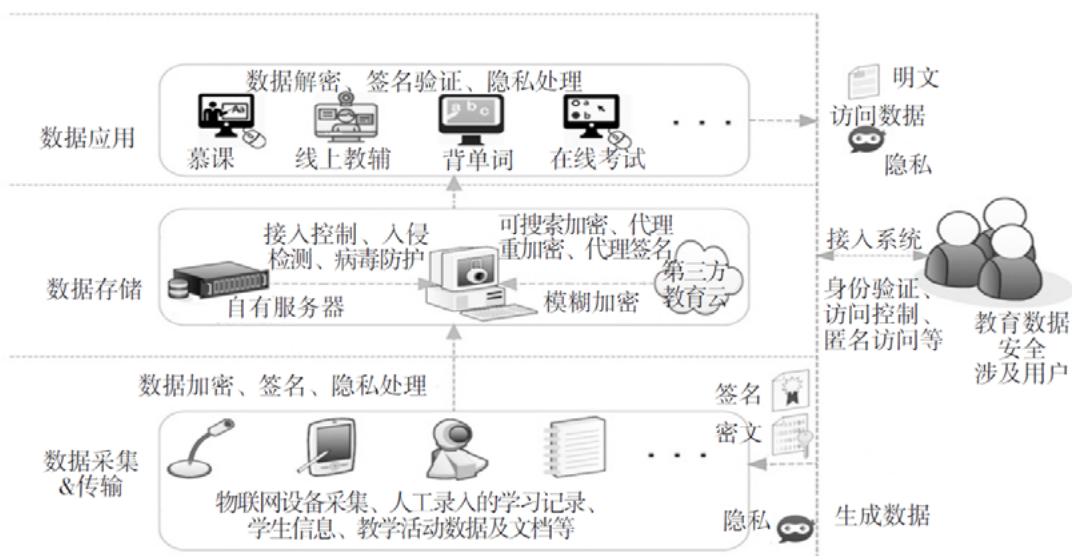 数据解密、签名验证、隐私处理
Aa
a b c
a
b
数据应用
慕课
线上教辅
背单词
在线考试
...
明文
访问数据
隐私
接入控制、入侵
检测、病毒防护
可搜索加密、代理
重加密、代理签名
数据存储
自有服务器
模糊加密
第三方
教育云
接入系统
身份验证、
访问控制、
匿名访问等
教育数据
安全
涉及用户
数据加密、签名、隐私处理
签名
密文
数据采集
&传输
...
物联网设备采集、人工录入的学习记录、
学生信息、教学活动数据及文档等
隐私
生成数据